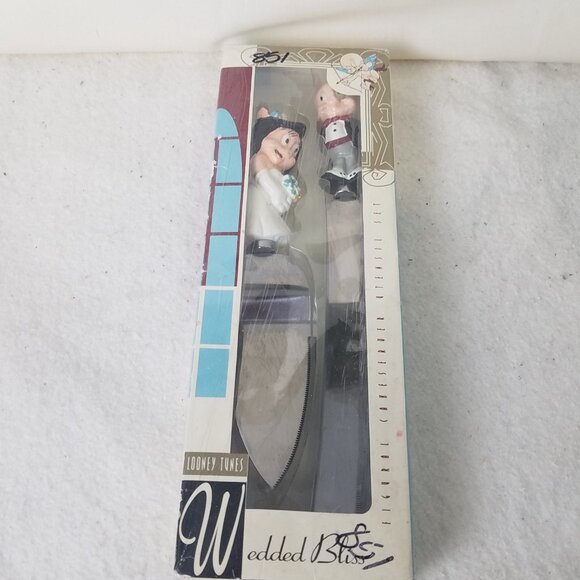 851
FIGURAL CAKESERVER UTENSIL SET
LOONEY TUNES
Wedded Bliss